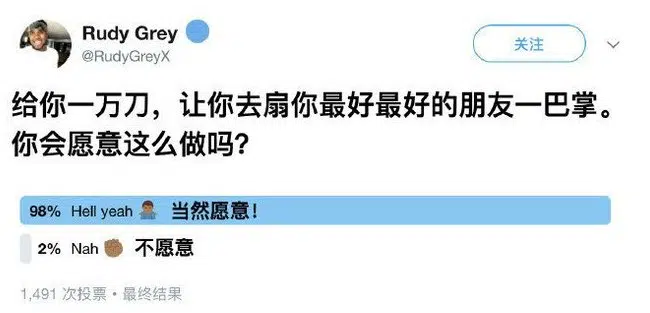 Rudy Grey
@RudyGreyX
关注
给你一万刀，让你去扇你最好最好的朋友一巴掌。
你会愿意这么做吗？
98% Hell yeah 🤷🏾‍♂️ 当然愿意！
2% Nah ✊🏾 不愿意
1,491 次投票 · 最终结果